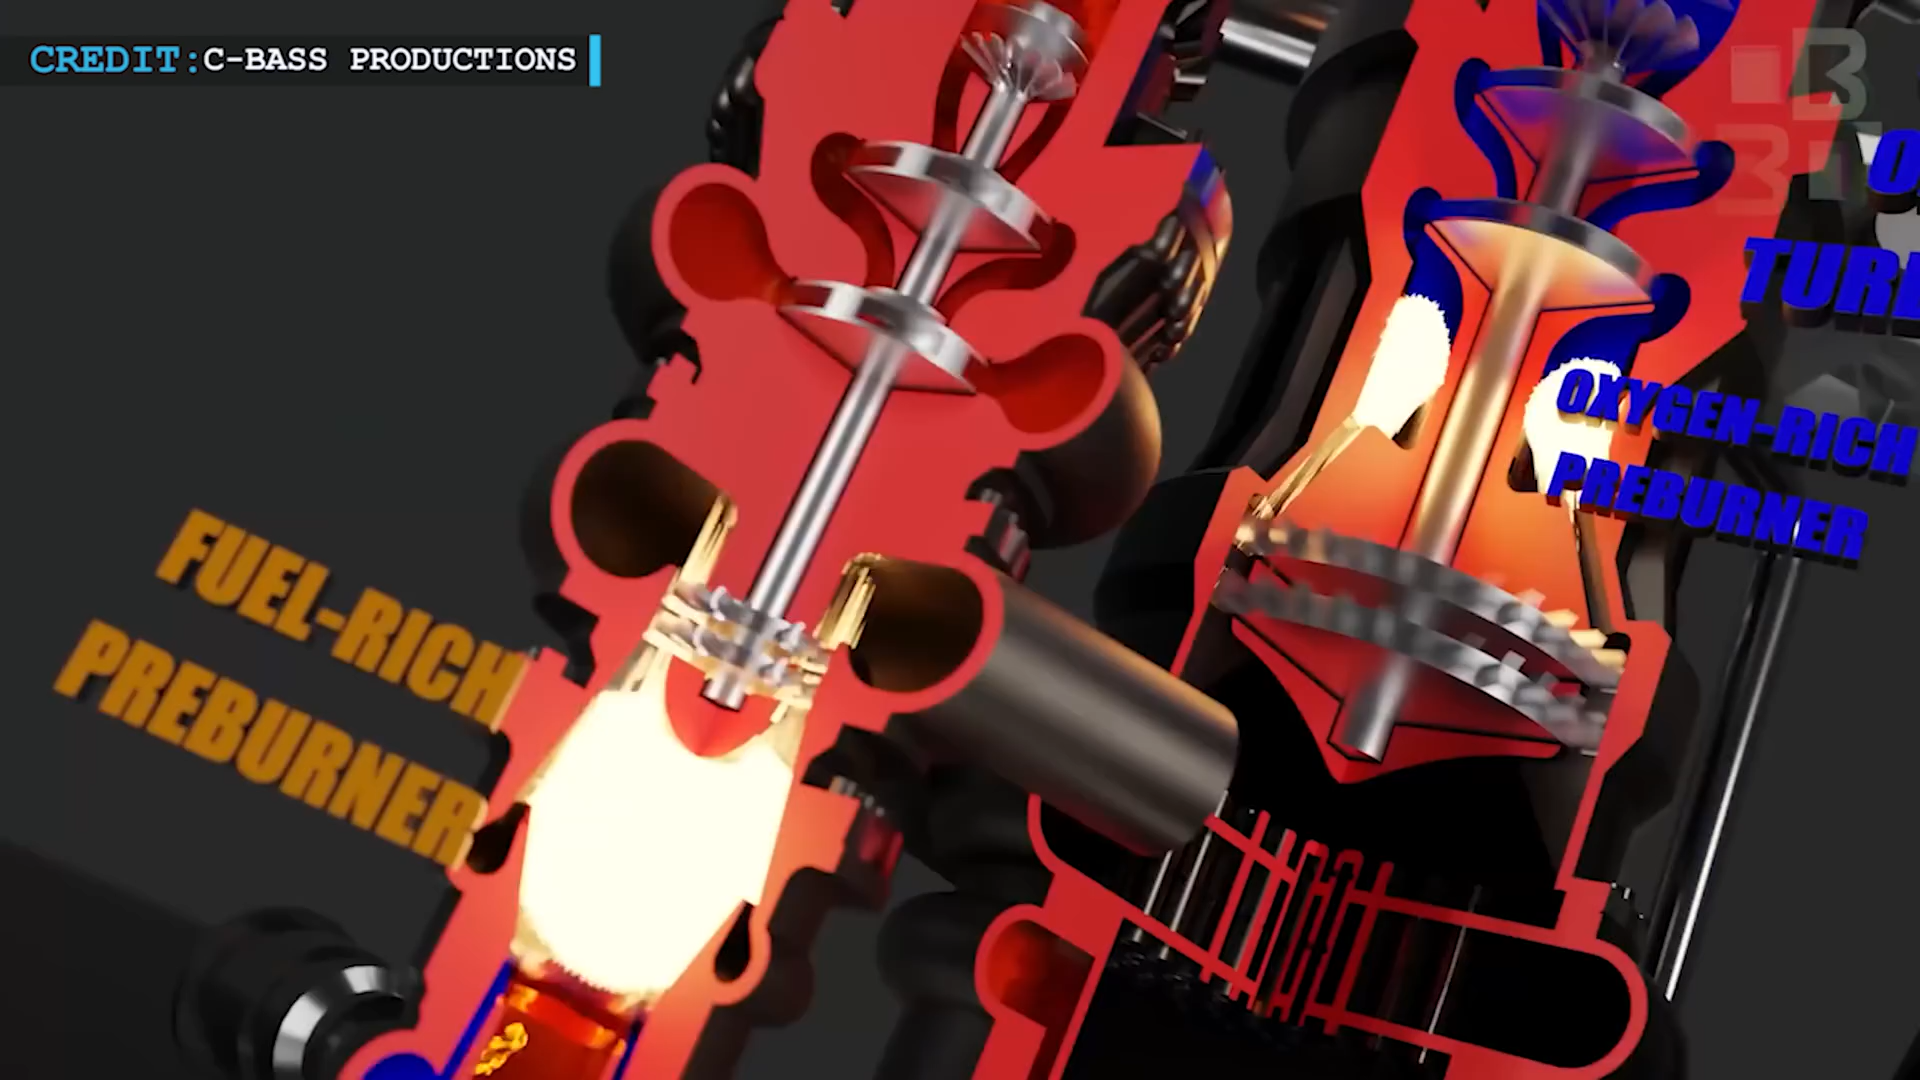 CREDIT:C-BASS PRODUCTIONS
FUEL-RICH
PREBURNER
OXYGEN-RICH
PREBURNER